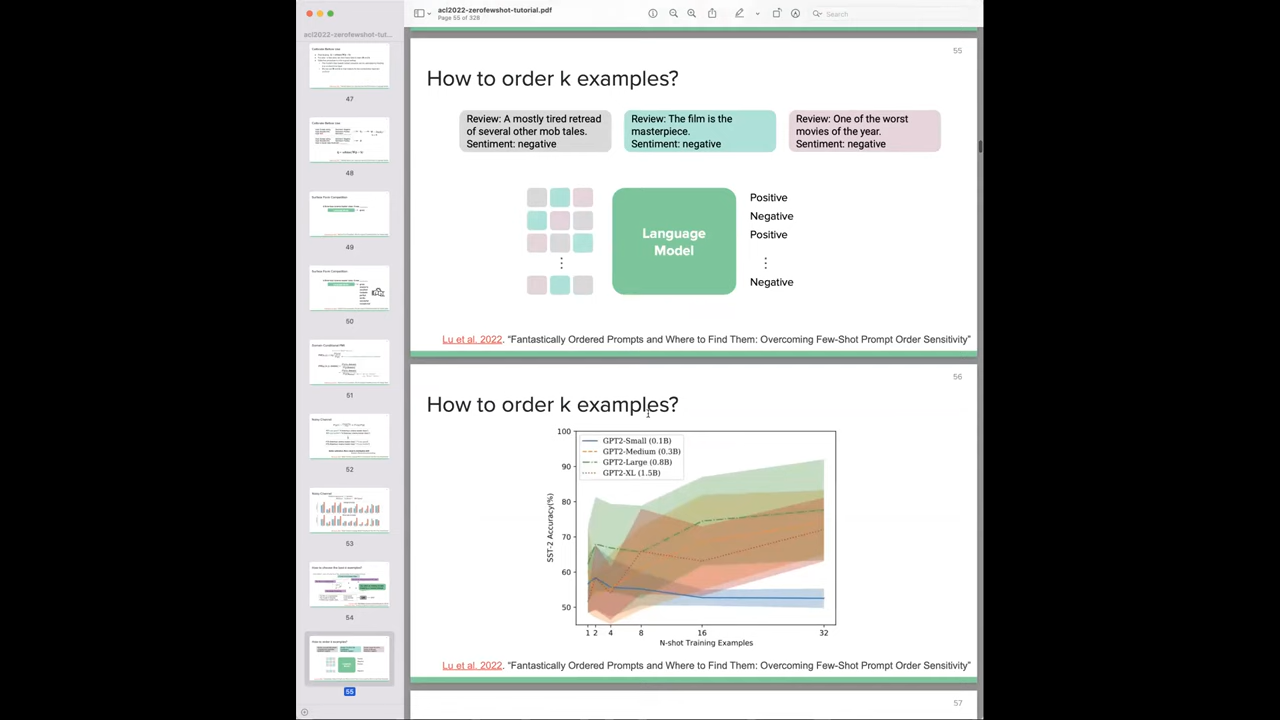 acl2022-zerofewshot-tutorial.pdf
Page 55 of 328
Search
acl2022-zerofewshot-tut...
47
48
49
50
51
52
53
54
55
55
How to order k examples?
Review: A mostly tired retread
of several other mob tales.
Sentiment: negative
Review: The film is the
masterpiece.
Sentiment: negative
Review: One of the worst
movies of the year.
Sentiment: negative
Language
Model
Positive
Negative
Positive
Negative
Lu et al. 2022. “Fantastically Ordered Prompts and Where to Find Them: Overcoming Few-Shot Prompt Order Sensitivity”
56
How to order k examples?
100
90
80
70
60
50
SST-2 Accuracy(%)
GPT2-Small (0.1B)
GPT2-Medium (0.3B)
GPT2-Large (0.8B)
GPT2-XL (1.5B)
1 2 4 8 16 32
N-shot Training Examples
Lu et al. 2022. “Fantastically Ordered Prompts and Where to Find Them: Overcoming Few-Shot Prompt Order Sensitivity”
57